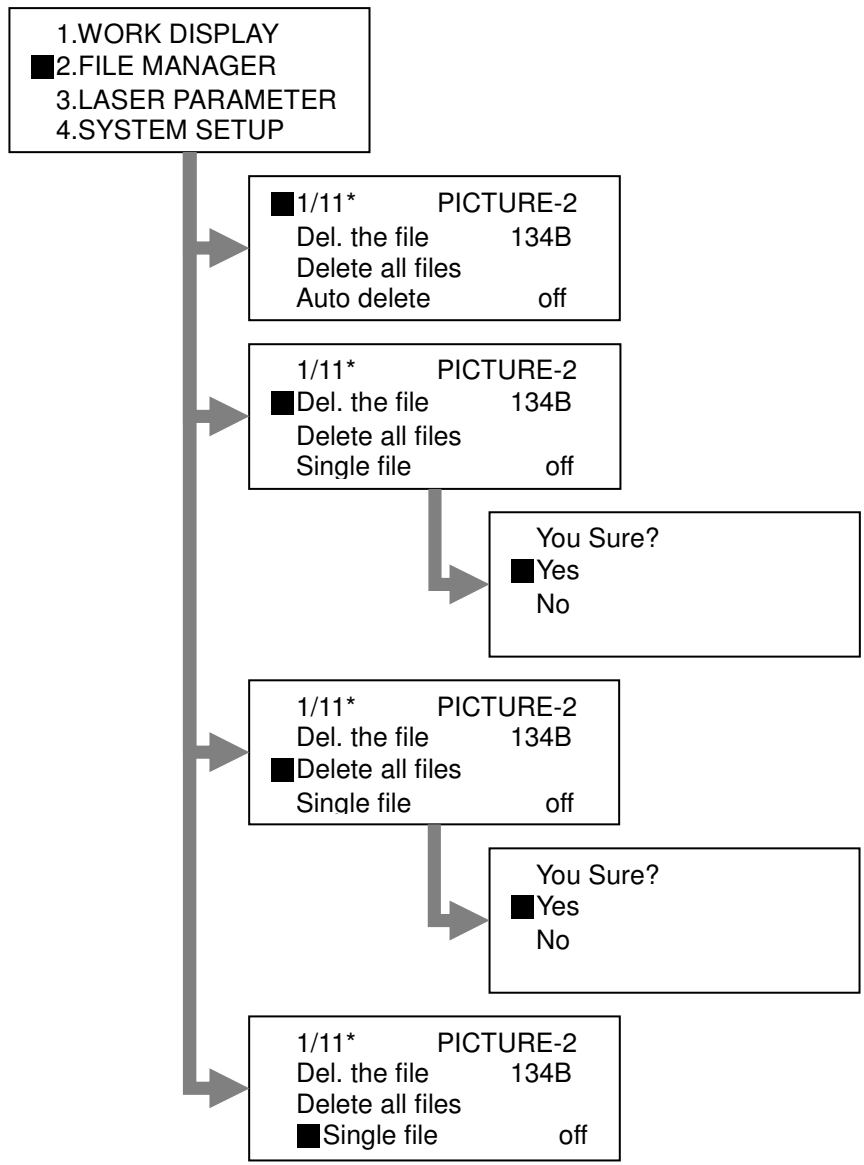 1.WORK DISPLAY
2.FILE MANAGER
3.LASER PARAMETER
4.SYSTEM SETUP
1/11* PICTURE-2
Del. the file 134B
Delete all files
Auto delete off
1/11* PICTURE-2
Del. the file 134B
Delete all files
Single file off
You Sure?
Yes
No
1/11* PICTURE-2
Del. the file 134B
Delete all files
Single file off
You Sure?
Yes
No
1/11* PICTURE-2
Del. the file 134B
Delete all files
Single file off